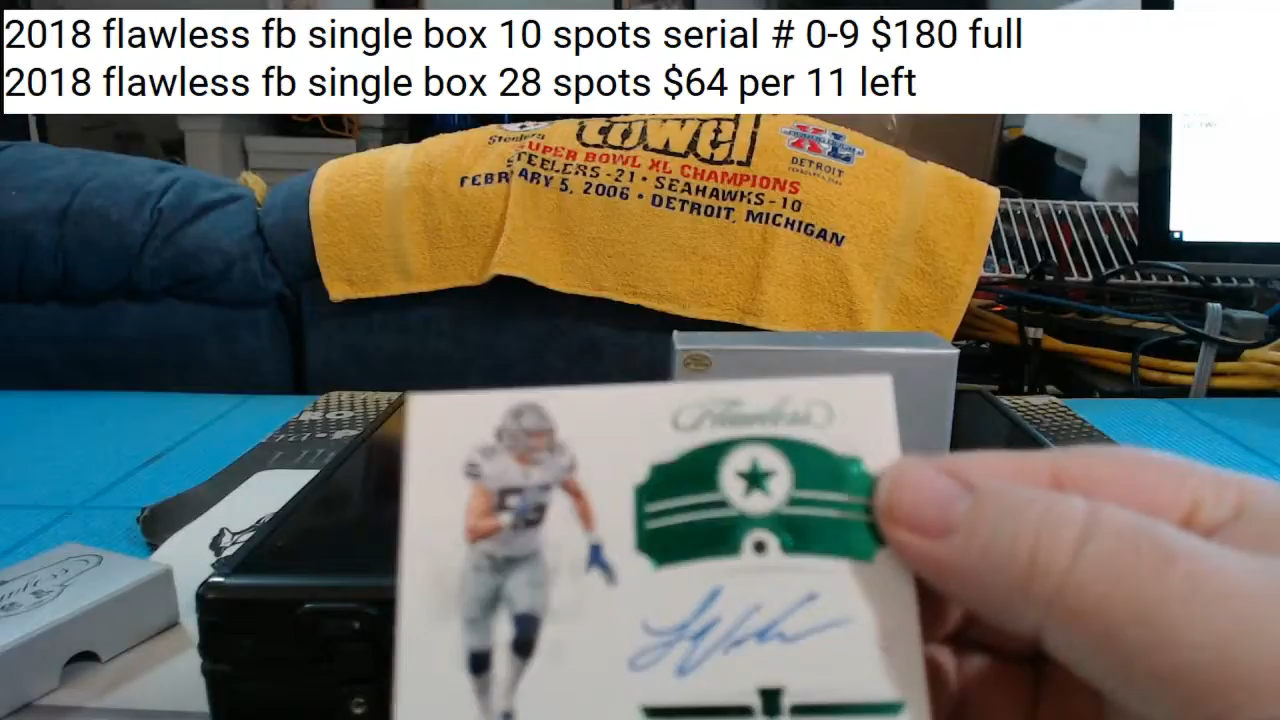 2018 flawless fb single box 10 spots serial # 0-9 $180 full
2018 flawless fb single box 28 spots $64 per 11 left
Steelers
towel
XL
DETROIT
SUPER BOWL XL CHAMPIONS
STEELERS - 21 • SEAHAWKS - 10
FEBRUARY 5, 2006 • DETROIT, MICHIGAN
Flawless
55